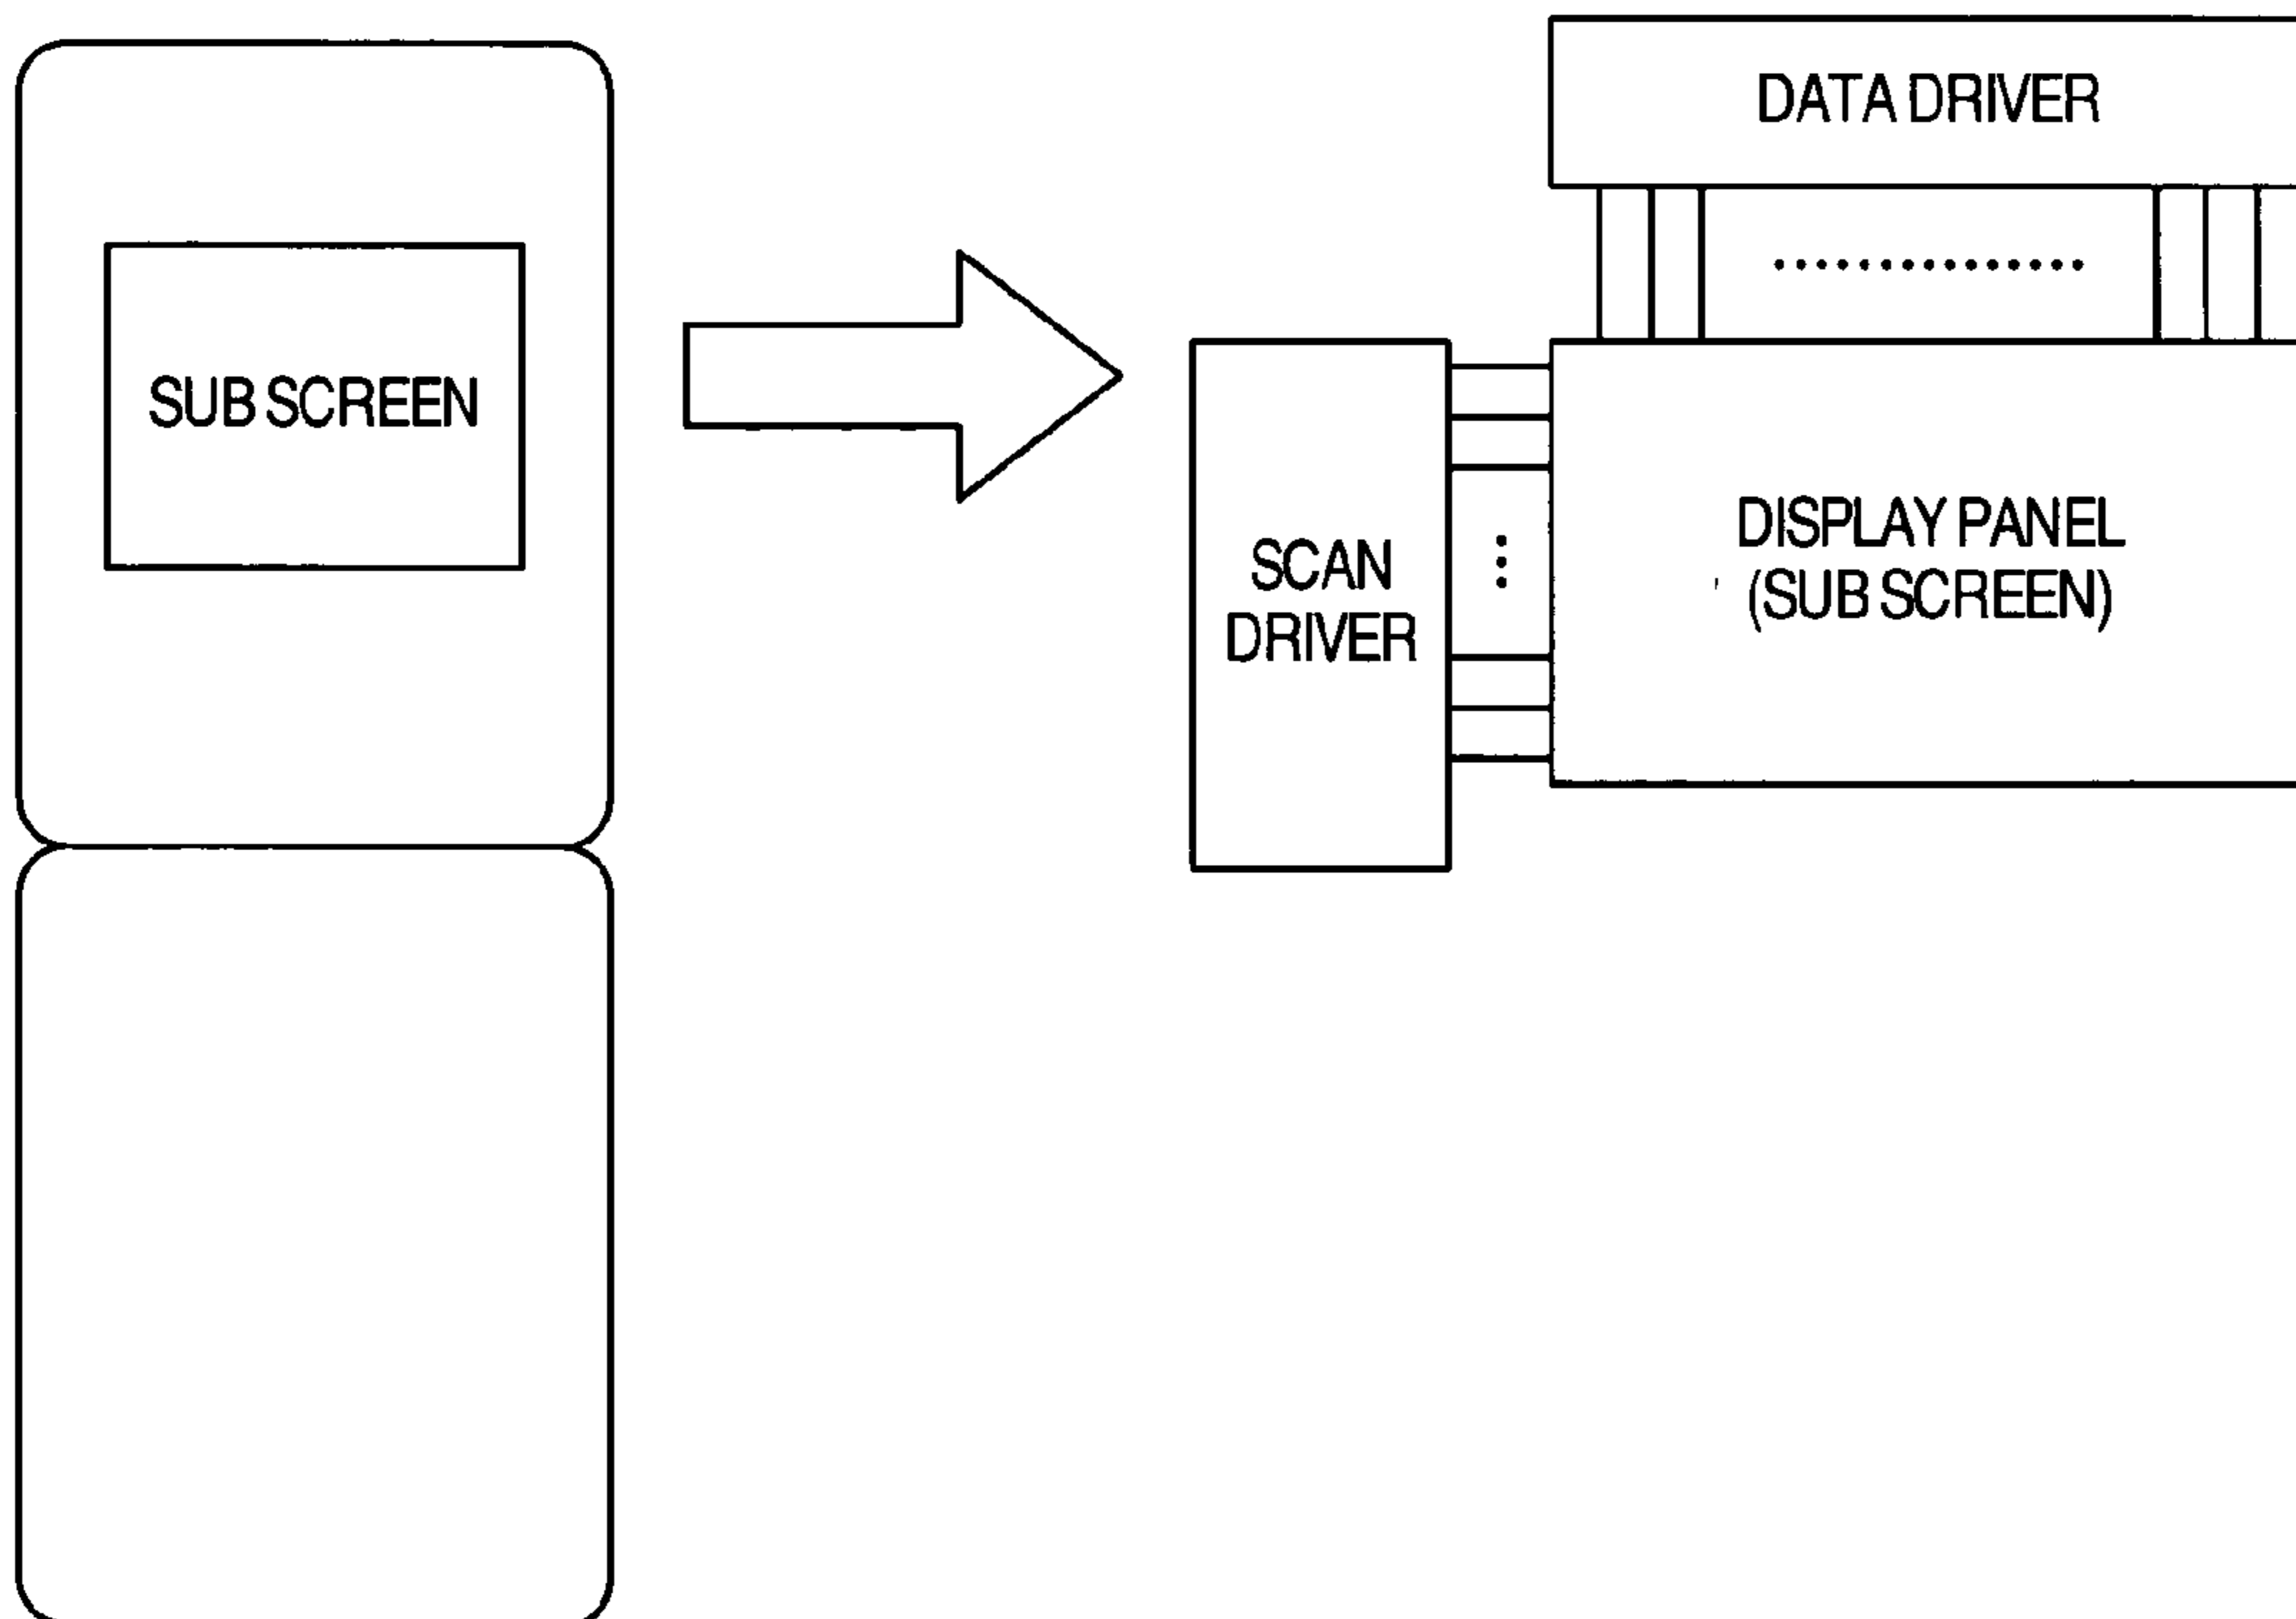 SUB SCREEN
DATA DRIVER
SCAN
DRIVER
DISPLAY PANEL
(SUB SCREEN)